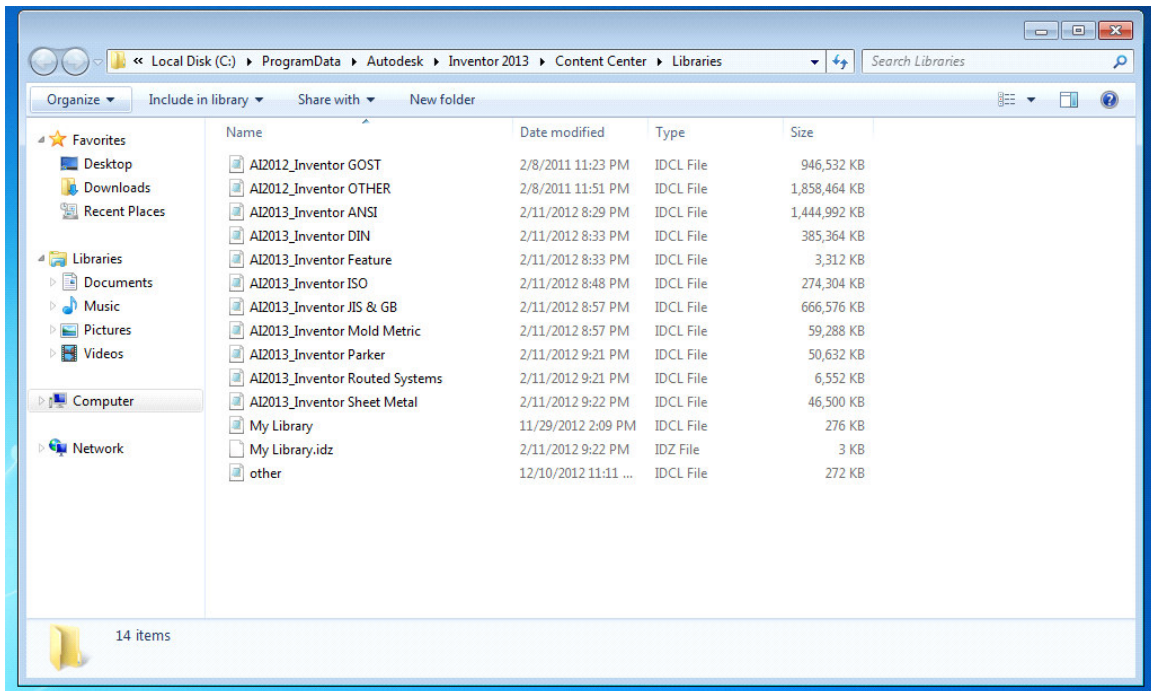 « Local Disk (C:) ▸ ProgramData ▸ Autodesk ▸ Inventor 2013 ▸ Content Center ▸ Libraries Search Libraries
Organize Include in library Share with New folder
Favorites
Desktop
Downloads
Recent Places
Libraries
Documents
Music
Pictures
Videos
Computer
Network
Name Date modified Type Size
AI2012_Inventor GOST 2/8/2011 11:23 PM IDCL File 946,532 KB
AI2012_Inventor OTHER 2/8/2011 11:51 PM IDCL File 1,858,464 KB
AI2013_Inventor ANSI 2/11/2012 8:29 PM IDCL File 1,444,992 KB
AI2013_Inventor DIN 2/11/2012 8:33 PM IDCL File 385,364 KB
AI2013_Inventor Feature 2/11/2012 8:33 PM IDCL File 3,312 KB
AI2013_Inventor ISO 2/11/2012 8:48 PM IDCL File 274,304 KB
AI2013_Inventor JIS & GB 2/11/2012 8:57 PM IDCL File 666,576 KB
AI2013_Inventor Mold Metric 2/11/2012 8:57 PM IDCL File 59,288 KB
AI2013_Inventor Parker 2/11/2012 9:21 PM IDCL File 50,632 KB
AI2013_Inventor Routed Systems 2/11/2012 9:21 PM IDCL File 6,552 KB
AI2013_Inventor Sheet Metal 2/11/2012 9:22 PM IDCL File 46,500 KB
My Library 11/29/2012 2:09 PM IDCL File 276 KB
My Library.idz 2/11/2012 9:22 PM IDZ File 3 KB
other 12/10/2012 11:11 ... IDCL File 272 KB
14 items